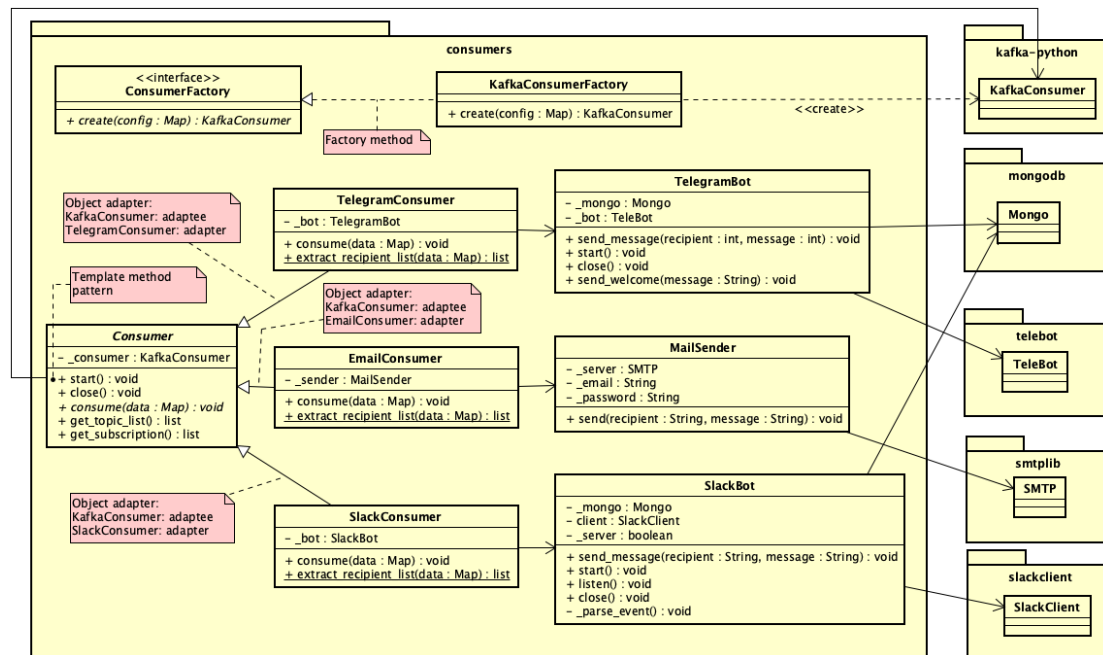 consumers
<<interface>>
ConsumerFactory
+ create(config : Map) : KafkaConsumer
KafkaConsumerFactory
+ create(config : Map) : KafkaConsumer
<<create>>
kafka-python
KafkaConsumer
Factory method
Object adapter:
KafkaConsumer: adaptee
TelegramConsumer: adapter
TelegramConsumer
- _bot : TelegramBot
+ consume(data : Map) : void
+ extract_recipient_list(data : Map) : list
TelegramBot
- _mongo : Mongo
- _bot : TeleBot
+ send_message(recipient : int, message : int) : void
+ start() : void
+ close() : void
+ send_welcome(message : String) : void
mongodb
Mongo
Template method
pattern
Object adapter:
KafkaConsumer: adaptee
EmailConsumer: adapter
Consumer
- _consumer : KafkaConsumer
+ start() : void
+ close() : void
+ consume(data : Map) : void
+ get_topic_list() : list
+ get_subscription() : list
EmailConsumer
- _sender : MailSender
+ consume(data : Map) : void
+ extract_recipient_list(data : Map) : list
MailSender
- _server : SMTP
- _email : String
- _password : String
+ send(recipient : String, message : String) : void
telebot
TeleBot
smtplib
SMTP
Object adapter:
KafkaConsumer: adaptee
SlackConsumer: adapter
SlackConsumer
- _bot : SlackBot
+ consume(data : Map) : void
+ extract_recipient_list(data : Map) : list
SlackBot
- _mongo : Mongo
- client : SlackClient
- _server : boolean
+ send_message(recipient : String, message : String) : void
+ start() : void
+ listen() : void
+ close() : void
- _parse_event() : void
slackclient
SlackClient